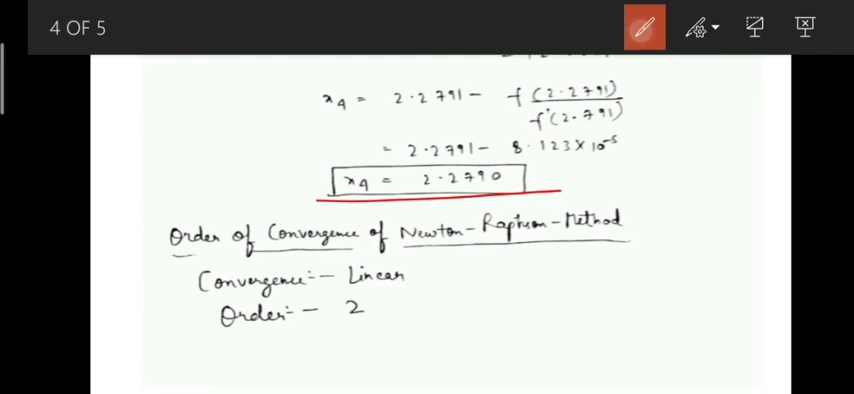 4 OF 5
x4 = 2.2791 - f(2.2791)
f'(2.791)
= 2.2791 - 8.123 X 10^-5
x4 = 2.2790
Order of Convergence of Newton-Raphson-Method
Convergence:- Linear
Order:- 2